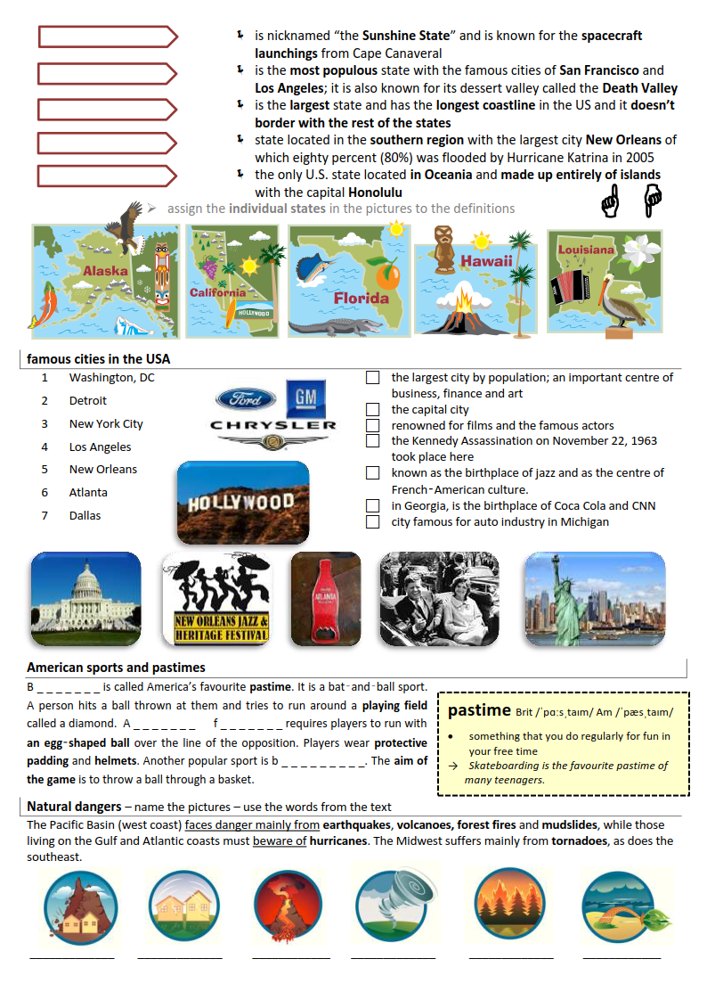 is nicknamed “the Sunshine State” and is known for the spacecraft
launchings from Cape Canaveral
is the most populous state with the famous cities of San Francisco and
Los Angeles; it is also known for its dessert valley called the Death Valley
is the largest state and has the longest coastline in the US and it doesn’t
border with the rest of the states
state located in the southern region with the largest city New Orleans of
which eighty percent (80%) was flooded by Hurricane Katrina in 2005
the only U.S. state located in Oceania and made up entirely of islands
with the capital Honolulu
➢ assign the individual states in the pictures to the definitions
Alaska
California
HOLLYWOOD
Florida
Hawaii
Louisiana
famous cities in the USA
1 Washington, DC
2 Detroit
3 New York City
4 Los Angeles
5 New Orleans
6 Atlanta
7 Dallas
Ford
GM
CHRYSLER
HOLLYWOOD
☐ the largest city by population; an important centre of
business, finance and art
☐ the capital city
☐ renowned for films and the famous actors
☐ the Kennedy Assassination on November 22, 1963
took place here
☐ known as the birthplace of jazz and as the centre of
French-American culture.
☐ in Georgia, is the birthplace of Coca Cola and CNN
☐ city famous for auto industry in Michigan
NEW ORLEANS JAZZ &
HERITAGE FESTIVAL
ATLANTA
American sports and pastimes
B _ _ _ _ _ _ _ is called America’s favourite pastime. It is a bat-and-ball sport.
A person hits a ball thrown at them and tries to run around a playing field
called a diamond. A _ _ _ _ _ _ _ f _ _ _ _ _ _ _ requires players to run with
an egg-shaped ball over the line of the opposition. Players wear protective
padding and helmets. Another popular sport is b _ _ _ _ _ _ _ _ _. The aim of
the game is to throw a ball through a basket.
pastime Brit /ˈpɑːsˌtaɪm/ Am /ˈpæsˌtaɪm/
• something that you do regularly for fun in
your free time
→ Skateboarding is the favourite pastime of
many teenagers.
Natural dangers – name the pictures – use the words from the text
The Pacific Basin (west coast) faces danger mainly from earthquakes, volcanoes, forest fires and mudslides, while those
living on the Gulf and Atlantic coasts must beware of hurricanes. The Midwest suffers mainly from tornadoes, as does the
southeast.